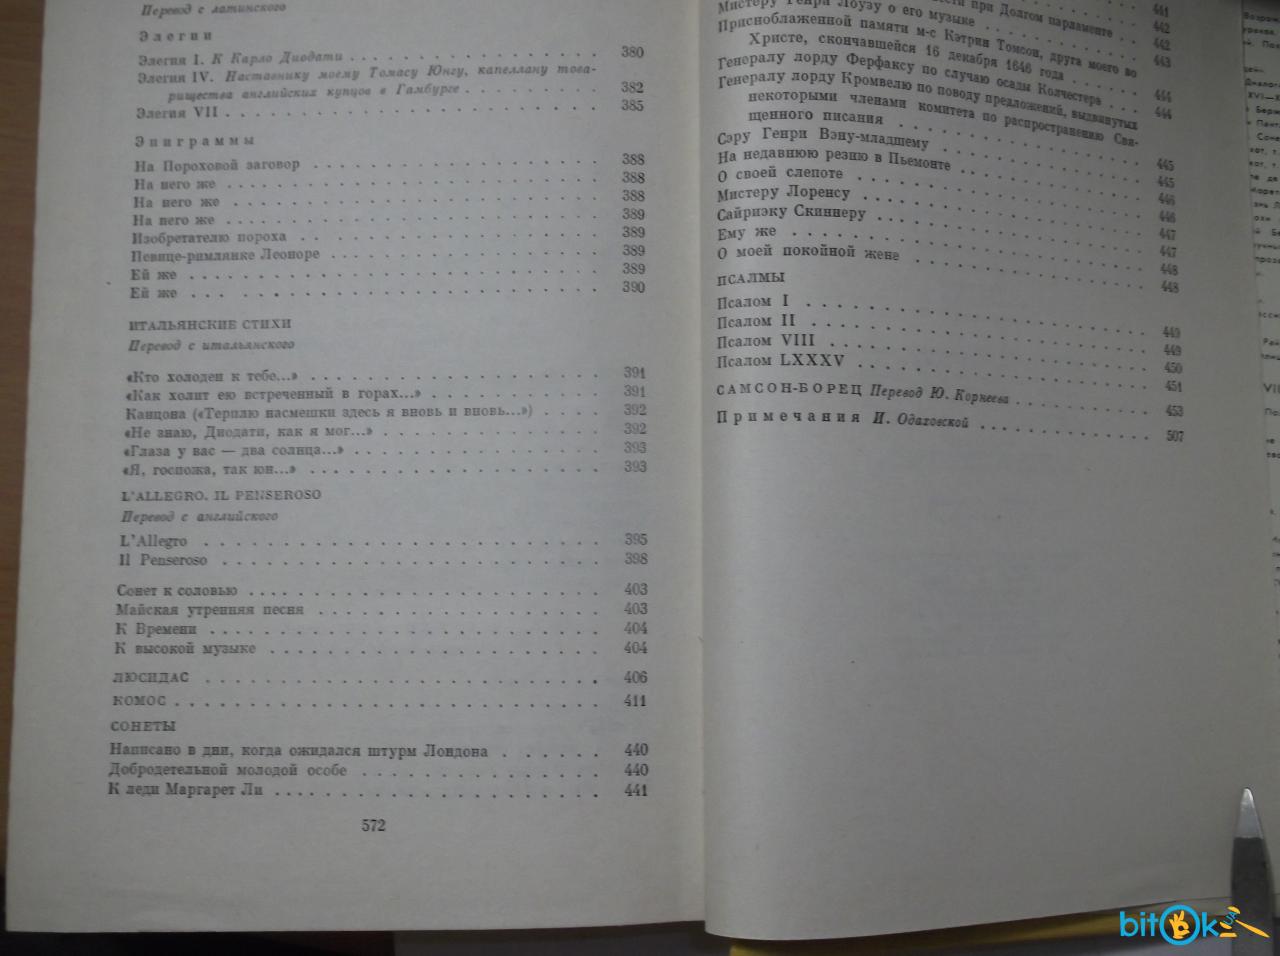 Перевод с латинского
Элегии
Элегия I. К Карло Диодати . . . 380
Элегия IV. Наставнику моему Томасу Юнгу, капеллану това-
рищества английских купцов в Гамбурге . . . 382
Элегия VII . . . 385
Эпиграммы
На Пороховой заговор . . . 388
На него же . . . 388
На него же . . . 388
На него же . . . 389
Изобретателю пороха . . . 389
Певице-римлянке Леоноре . . . 389
Ей же . . . 389
Ей же . . . 390
ИТАЛЬЯНСКИЕ СТИХИ
Перевод с итальянского
«Кто холоден к тебе...» . . . 391
«Как холит ею встреченный в горах...» . . . 391
Канцона («Терплю насмешки здесь я вновь и вновь...») . . . 392
«Не знаю, Диодати, как я мог...» . . . 392
«Глаза у вас — два солнца...» . . . 393
«Я, госпожа, так юн...» . . . 393
L'ALLEGRO. IL PENSEROSO
Перевод с английского
L'Allegro . . . 395
Il Penseroso . . . 398
Сонет к соловью . . . 403
Майская утренняя песня . . . 403
К Времени . . . 404
К высокой музыке . . . 404
ЛЮСИДАС . . . 406
КОМОС . . . 411
СОНЕТЫ
Написано в дни, когда ожидался штурм Лондона . . . 440
Добродетельной молодой особе . . . 440
К леди Маргарет Ли . . . 441
572
при Долгом парламенте . . . 441
Мистеру Генри Лоузу о его музыке . . . 442
Присноблаженной памяти м-с Кэтрин Томсон, друга моего во 442
Христе, скончавшейся 16 декабря 1646 года . . . 443
Генералу лорду Ферфаксу по случаю осады Колчестера . . . 444
Генералу лорду Кромвелю по поводу предложений, выдвинутых 444
некоторыми членами комитета по распространению Свя-
щенного писания . . . 445
Сэру Генри Вэну-младшему . . . 445
На недавнюю резню в Пьемонте . . . 446
О своей слепоте . . . 446
Мистеру Лоренсу . . . 447
Сайриэку Скиннеру . . . 447
Ему же . . . 448
О моей покойной жене . . . 448
ПСАЛМЫ
Псалом I . . . 449
Псалом II . . . 449
Псалом VIII . . . 450
Псалом LXXXV . . . 451
САМСОН-БОРЕЦ Перевод Ю. Корнеева . . . 453
Примечания И. Одаховской . . . 507
bitOk